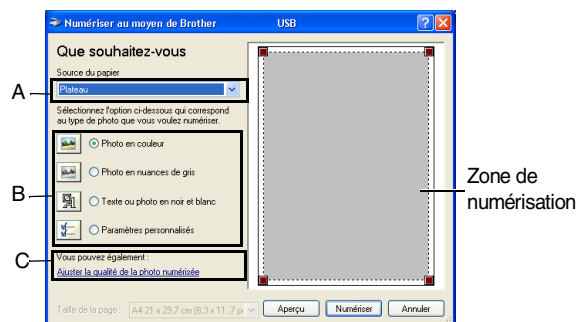 Numériser au moyen de Brother USB
Que souhaitez-vous
Source du papier
A
Plateau
Sélectionnez l'option ci-dessous qui correspond
au type de photo que vous voulez numériser.
B
Photo en couleur
Photo en nuances de gris
Texte ou photo en noir et blanc
Paramètres personnalisés
C
Vous pouvez également :
Ajuster la qualité de la photo numérisée
Taille de la page : A4 21 x 29,7 cm (8.3 x 11.,7 p
Aperçu
Numériser
Annuler
Zone de
numérisation